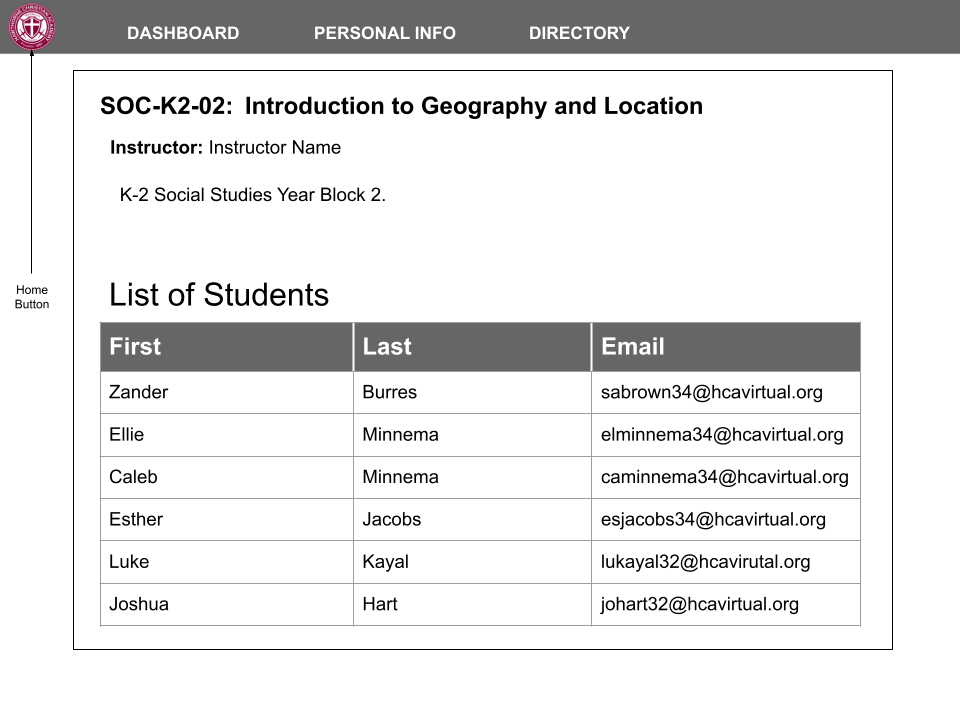 DASHBOARD PERSONAL INFO DIRECTORY
SOC-K2-02: Introduction to Geography and Location
Instructor: Instructor Name
K-2 Social Studies Year Block 2.
Home
Button
List of Students
First Last Email
Zander Burres sabrown34@hcavirtual.org
Ellie Minnema elminnema34@hcavirtual.org
Caleb Minnema caminnema34@hcavirtual.org
Esther Jacobs esjacobs34@hcavirtual.org
Luke Kayal lukayal32@hcavirutal.org
Joshua Hart johart32@hcavirtual.org